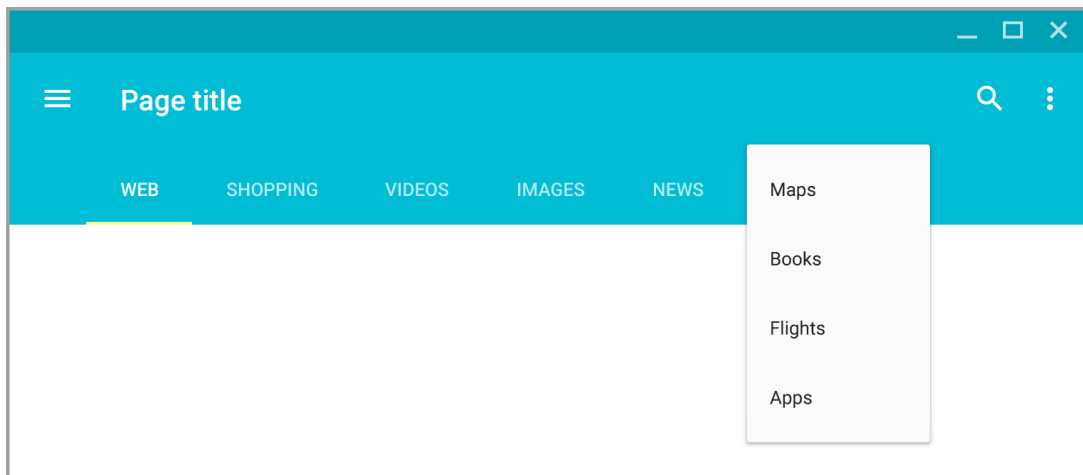 Page title
WEB SHOPPING VIDEOS IMAGES NEWS Maps
Books
Flights
Apps